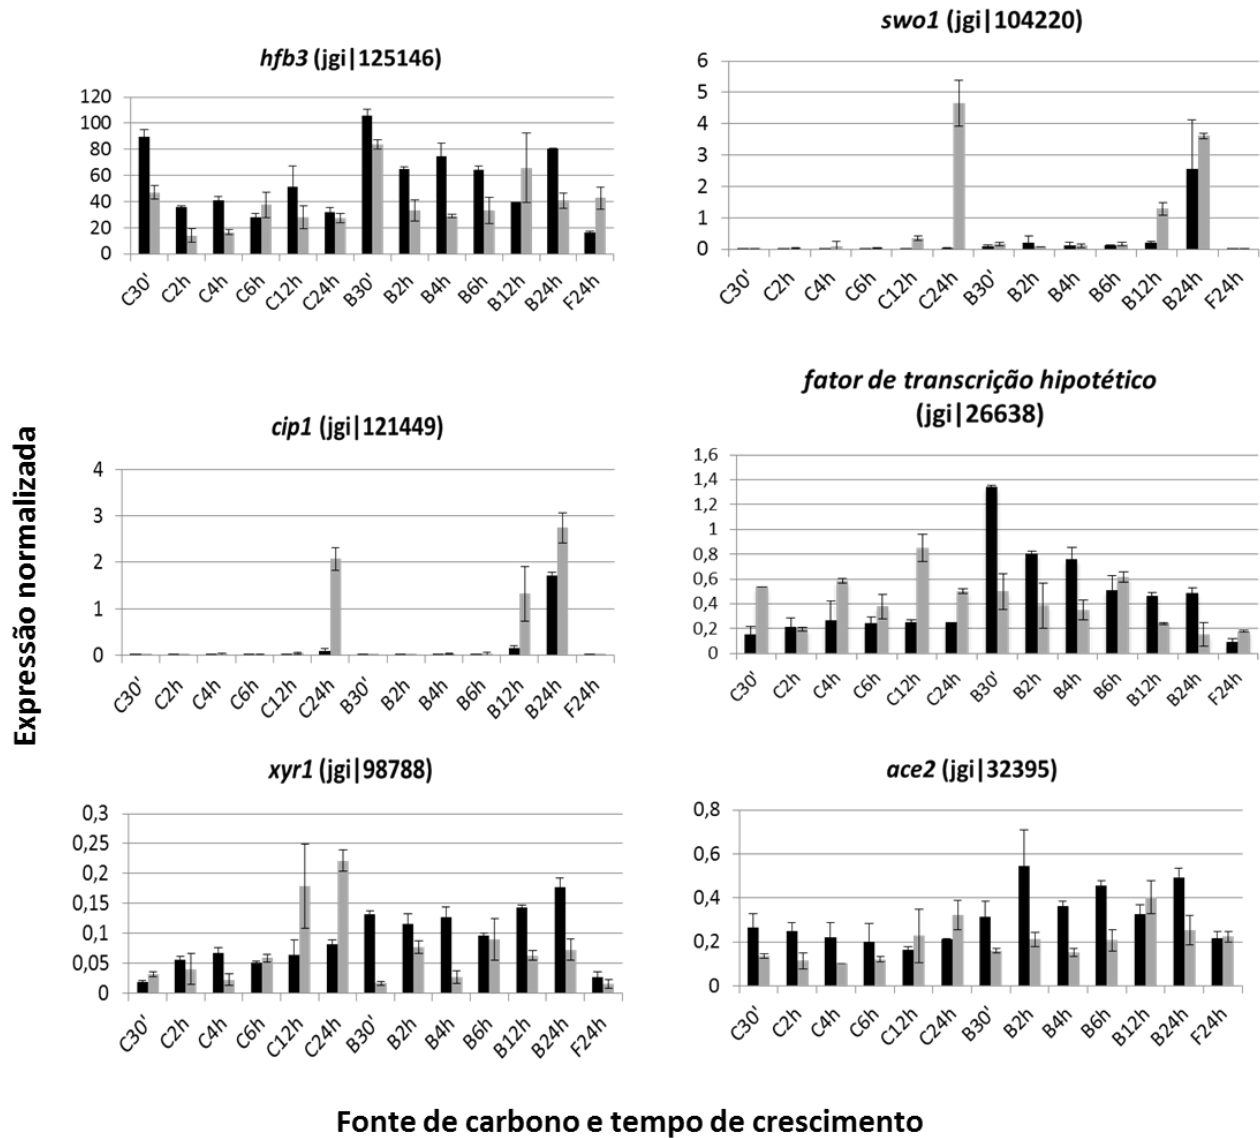 hfb3 (jgi|125146)
120
100
80
60
40
20
0
C30' C2h C4h C6h C12h C24h B30' B2h B4h B6h B12h B24h F24h
swo1 (jgi|104220)
6
5
4
3
2
1
0
C30' C2h C4h C6h C12h C24h B30' B2h B4h B6h B12h B24h F24h
Expressão normalizada
cip1 (jgi|121449)
4
3
2
1
0
C30' C2h C4h C6h C12h C24h B30' B2h B4h B6h B12h B24h F24h
fator de transcrição hipotético
(jgi|26638)
1,6
1,4
1,2
1
0,8
0,6
0,4
0,2
0
C30' C2h C4h C6h C12h C24h B30' B2h B4h B6h B12h B24h F24h
xyr1 (jgi|98788)
0,3
0,25
0,2
0,15
0,1
0,05
0
C30' C2h C4h C6h C12h C24h B30' B2h B4h B6h B12h B24h F24h
ace2 (jgi|32395)
0,8
0,6
0,4
0,2
0
C30' C2h C4h C6h C12h C24h B30' B2h B4h B6h B12h B24h F24h
Fonte de carbono e tempo de crescimento